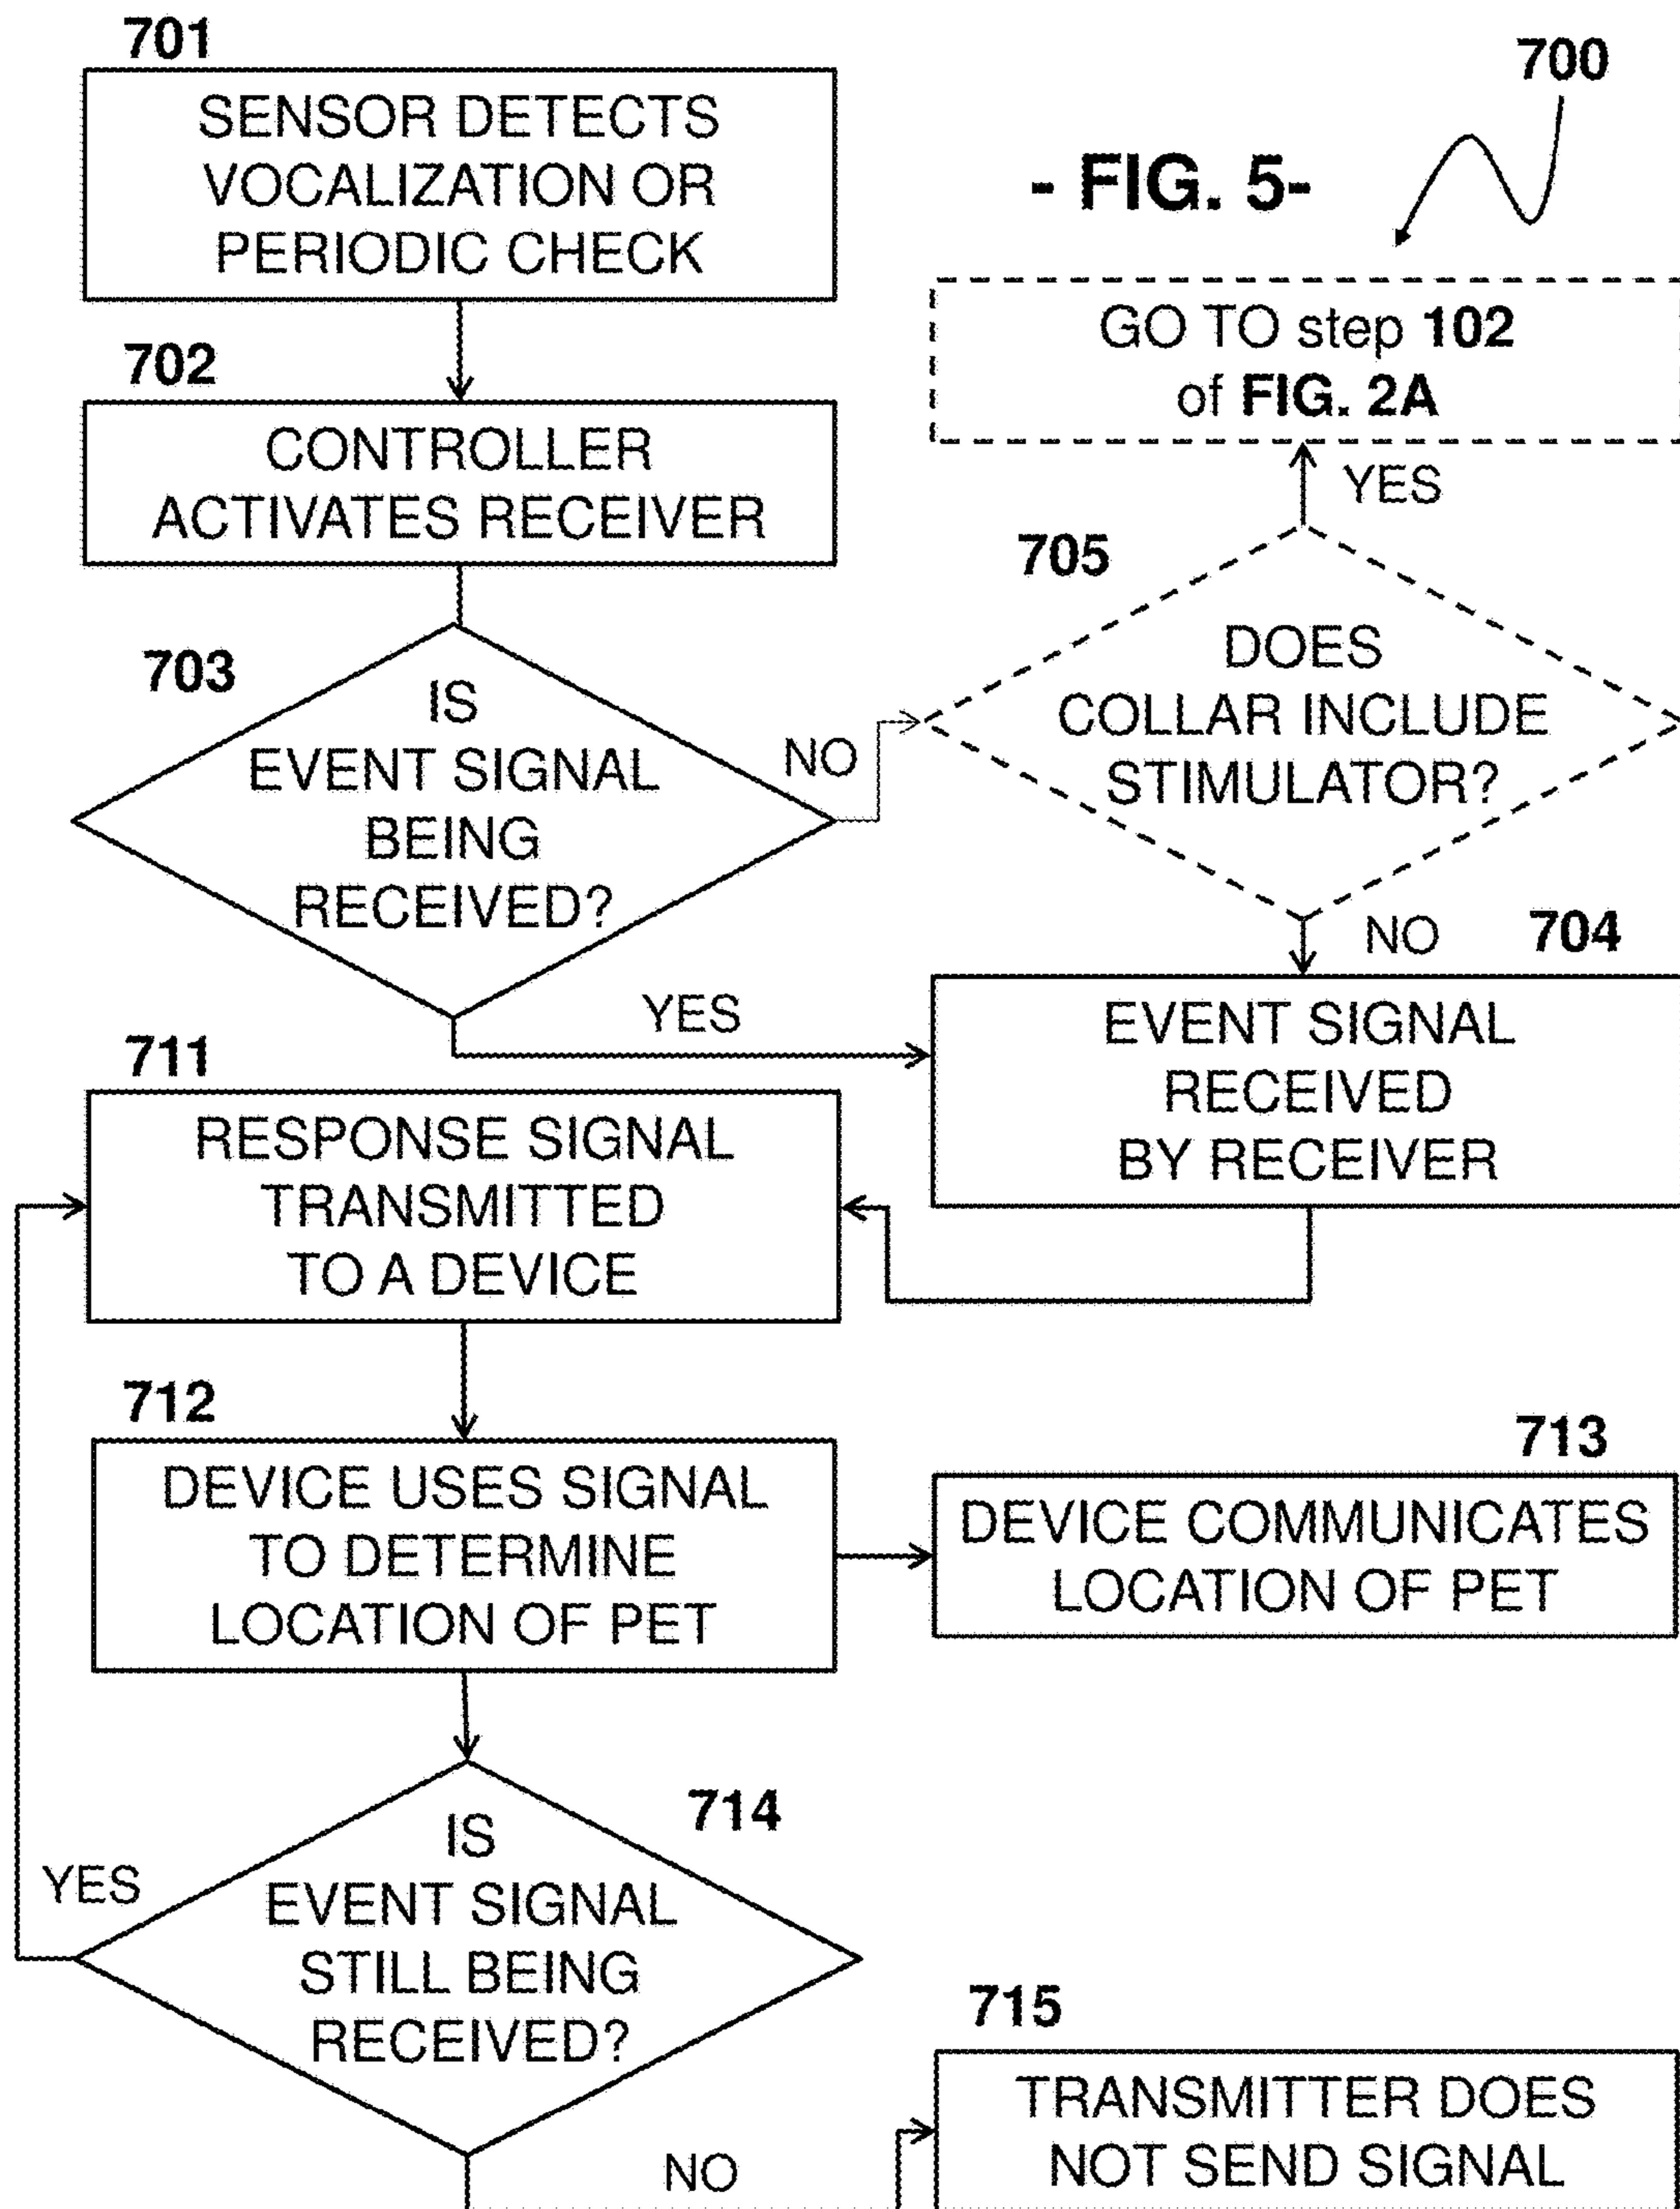 701
SENSOR DETECTS
VOCALIZATION OR
PERIODIC CHECK
700
- FIG. 5-
702
CONTROLLER
ACTIVATES RECEIVER
GO TO step 102
of FIG. 2A
YES
705
DOES
COLLAR INCLUDE
STIMULATOR?
703
IS
EVENT SIGNAL
BEING
RECEIVED?
NO
NO
704
YES
EVENT SIGNAL
RECEIVED
BY RECEIVER
711
RESPONSE SIGNAL
TRANSMITTED
TO A DEVICE
712
DEVICE USES SIGNAL
TO DETERMINE
LOCATION OF PET
713
DEVICE COMMUNICATES
LOCATION OF PET
714
IS
EVENT SIGNAL
STILL BEING
RECEIVED?
YES
NO
715
TRANSMITTER DOES
NOT SEND SIGNAL